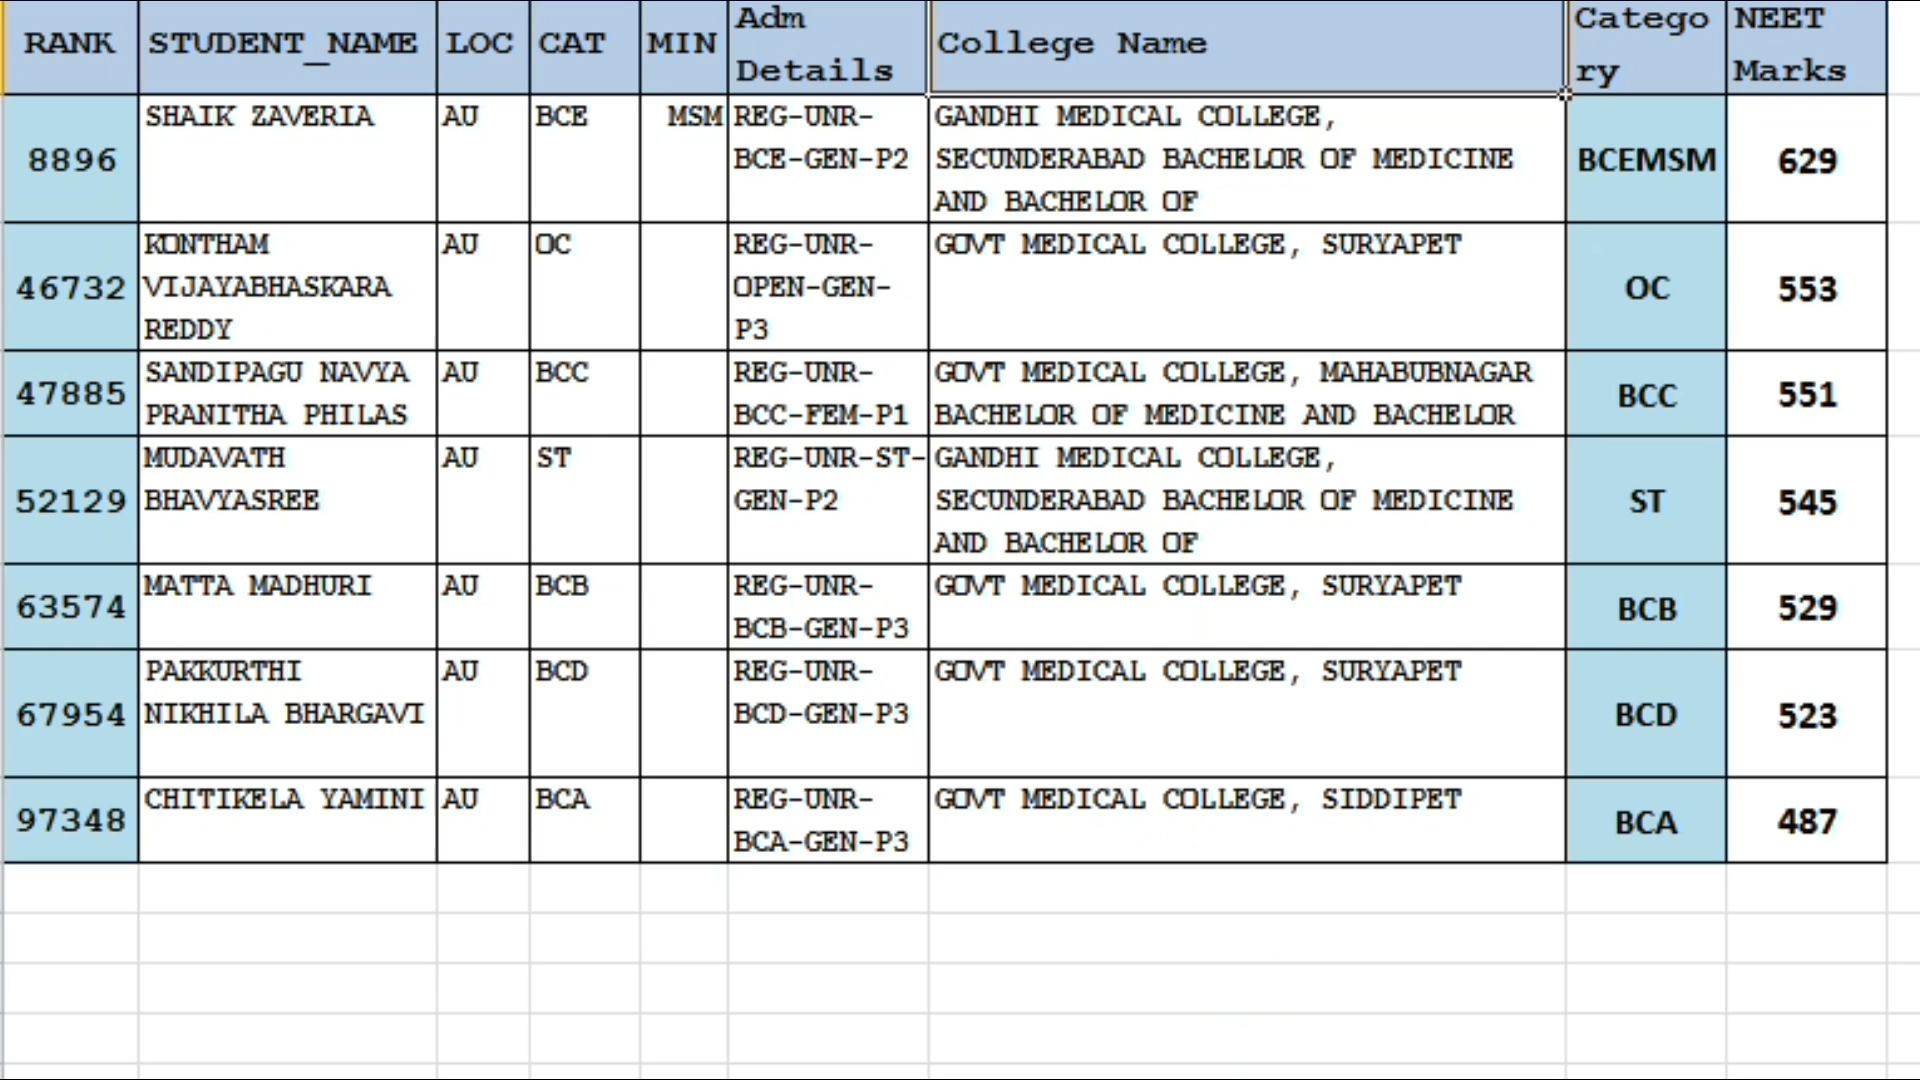 RANK STUDENT_NAME LOC CAT MIN Adm Details College Name Catego ry NEET Marks
8896 SHAIK ZAVERIA AU BCE MSM REG-UNR-BCE-GEN-P2 GANDHI MEDICAL COLLEGE, SECUNDERABAD BACHELOR OF MEDICINE AND BACHELOR OF BCEMSM 629
46732 KONTHAM VIJAYABHASKARA REDDY AU OC REG-UNR-OPEN-GEN-P3 GOVT MEDICAL COLLEGE, SURYAPET OC 553
47885 SANDIPAGU NAVYA PRANITHA PHILAS AU BCC REG-UNR-BCC-FEM-P1 GOVT MEDICAL COLLEGE, MAHABUBNAGAR BACHELOR OF MEDICINE AND BACHELOR BCC 551
52129 MUDAVATH BHAVYASREE AU ST REG-UNR-ST-GEN-P2 GANDHI MEDICAL COLLEGE, SECUNDERABAD BACHELOR OF MEDICINE AND BACHELOR OF ST 545
63574 MATTA MADHURI AU BCB REG-UNR-BCB-GEN-P3 GOVT MEDICAL COLLEGE, SURYAPET BCB 529
67954 PAKKURTHI NIKHILA BHARGAVI AU BCD REG-UNR-BCD-GEN-P3 GOVT MEDICAL COLLEGE, SURYAPET BCD 523
97348 CHITIKELA YAMINI AU BCA REG-UNR-BCA-GEN-P3 GOVT MEDICAL COLLEGE, SIDDIPET BCA 487